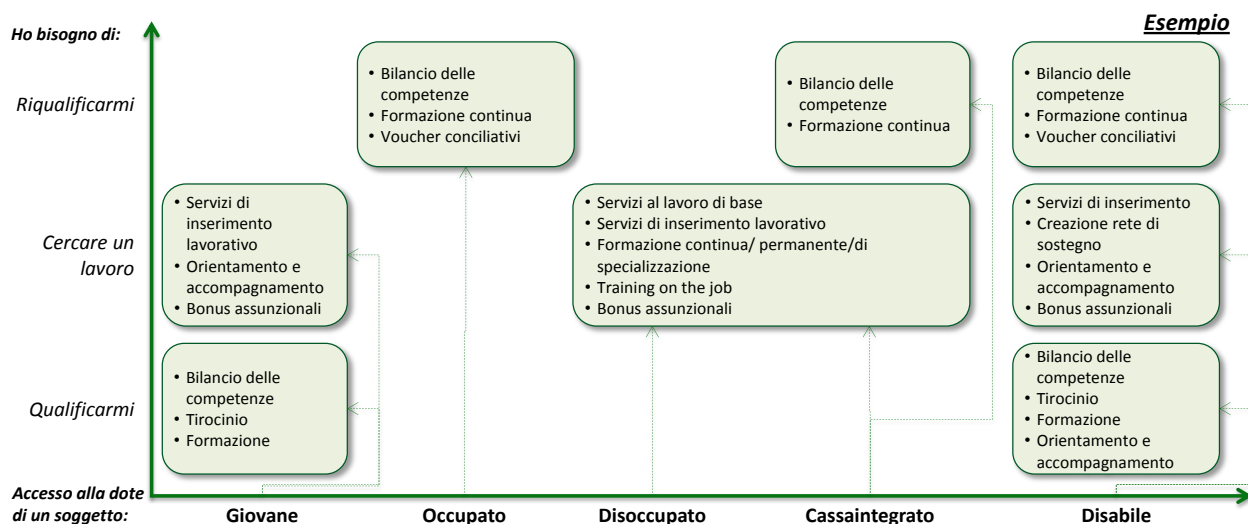 Esempio
Ho bisogno di:
Riqualificarmi
• Bilancio delle
competenze
• Formazione continua
• Voucher conciliativi
• Bilancio delle
competenze
• Formazione continua
• Bilancio delle
competenze
• Formazione continua
• Voucher conciliativi
Cercare un
lavoro
• Servizi di
inserimento
lavorativo
• Orientamento e
accompagnamento
• Bonus assunzionali
• Servizi al lavoro di base
• Servizi di inserimento lavorativo
• Formazione continua/ permanente/di
specializzazione
• Training on the job
• Bonus assunzionali
• Servizi di inserimento
• Creazione rete di
sostegno
• Orientamento e
accompagnamento
• Bonus assunzionali
Qualificarmi
• Bilancio delle
competenze
• Tirocinio
• Formazione
• Bilancio delle
competenze
• Tirocinio
• Formazione
• Orientamento e
accompagnamento
Accesso alla dote
di un soggetto:
Giovane
Occupato
Disoccupato
Cassaintegrato
Disabile